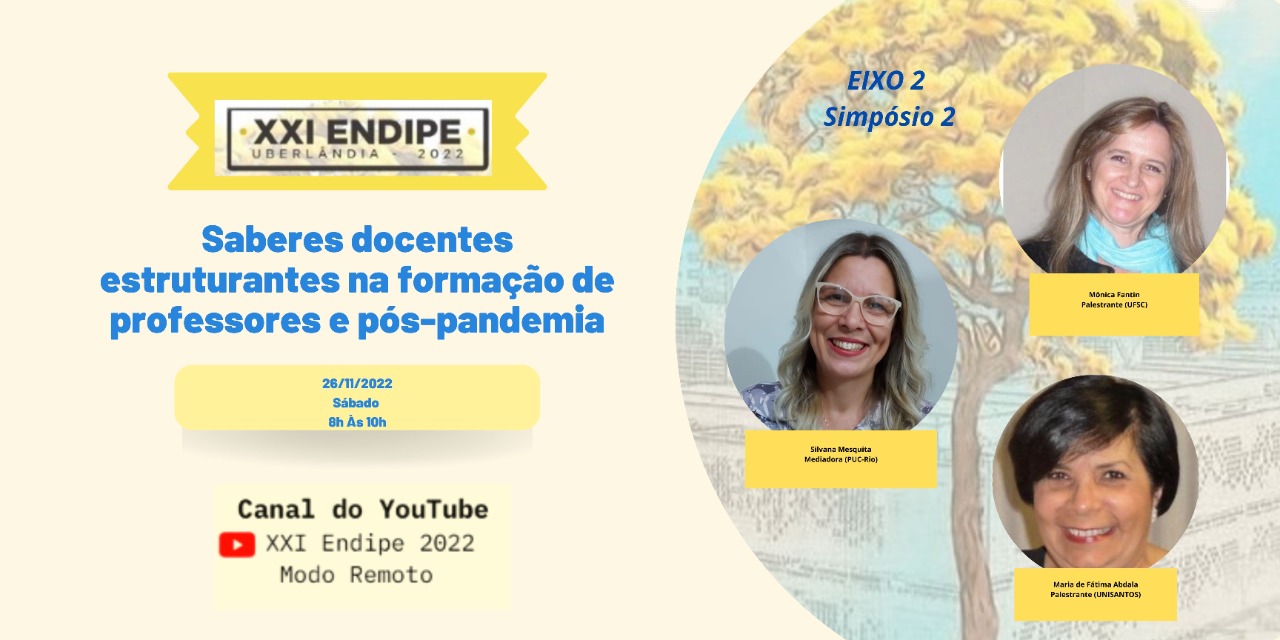 XXI ENDIPE
UBERLÂNDIA - 2022
Saberes docentes
estruturantes na formação de
professores e pós-pandemia
26/11/2022
Sábado
8h Às 10h
Canal do YouTube
XXI Endipe 2022
Modo Remoto
EIXO 2
Simpósio 2
Mônica Fantin
Palestrante (UFSC)
Silvana Mesquita
Mediadora (PUC-Rio)
Maria de Fátima Abdala
Palestrante (UNISANTOS)